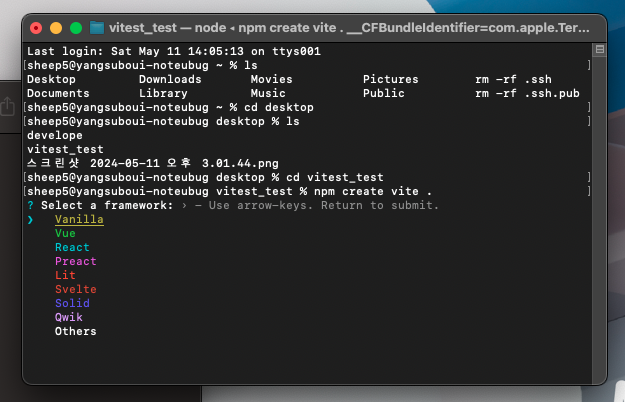 vitest_test — node ◂ npm create vite . __CFBundleIdentifier=com.apple.Ter...
Last login: Sat May 11 14:05:13 on ttys001
[sheep5@yangsuboui-noteubug ~ % ls ]
Desktop Downloads Movies Pictures rm -rf .ssh
Documents Library Music Public rm -rf .ssh.pub
[sheep5@yangsuboui-noteubug ~ % cd desktop ]
[sheep5@yangsuboui-noteubug desktop % ls ]
develope
vitest_test
스크린샷 2024-05-11 오후 3.01.44.png
[sheep5@yangsuboui-noteubug desktop % cd vitest_test ]
[sheep5@yangsuboui-noteubug vitest_test % npm create vite . ]
? Select a framework: › - Use arrow-keys. Return to submit.
❯ Vanilla
Vue
React
Preact
Lit
Svelte
Solid
Qwik
Others